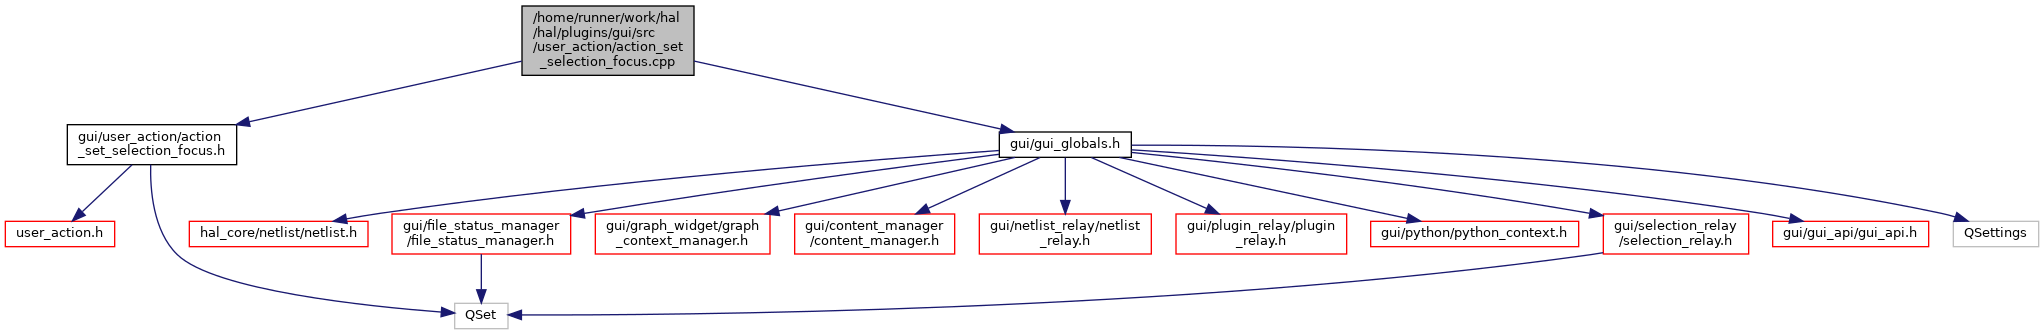 /home/runner/work/hal
/hal/plugins/gui/src
/user_action/action_set
_selection_focus.cpp
gui/user_action/action
_set_selection_focus.h
gui/gui_globals.h
user_action.h
hal_core/netlist/netlist.h
gui/file_status_manager
/file_status_manager.h
gui/graph_widget/graph
_context_manager.h
gui/content_manager
/content_manager.h
gui/netlist_relay/netlist
_relay.h
gui/plugin_relay/plugin
_relay.h
gui/python/python_context.h
gui/selection_relay
/selection_relay.h
gui/gui_api/gui_api.h
QSettings
QSet